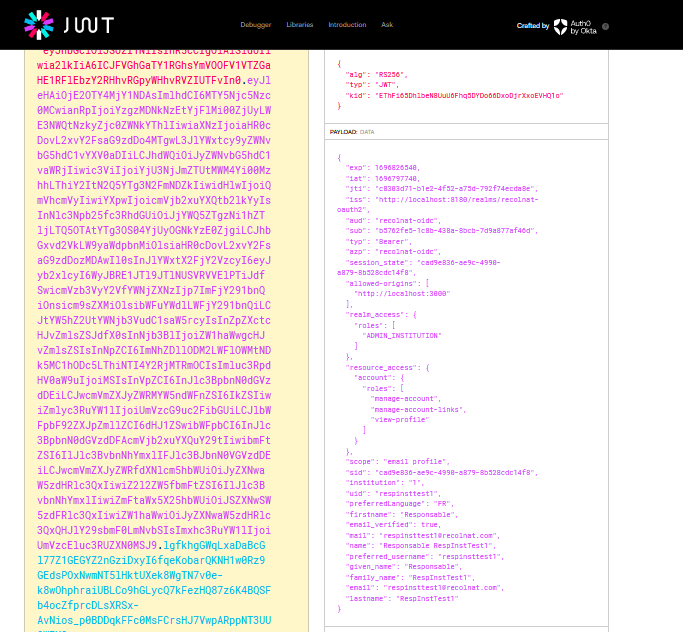 JWT
Debugger
Libraries
Introduction
Ask
Crafted by
Auth0
by Okta
wia2lkIiA6ICJFVGhGaTY1RGhsYmVOOFV1VTZGa
HE1RFlEbzY2RHhvRGpyWHhvRVZIUTFvIn0.eyJl
eHAiOjE2OTY4MjY1NDAsImlhdCI6MTY5Njc5Nzc
0MCwianRpIjoiYzgzMDNkNzEtYjFlMi00ZjUyLW
E3NWQtNzkyZjc0ZWNkYThlIiwiaXNzIjoiaHR0c
DovL2xvY2FsaG9zdDo4MTgwL3JlYWxtcy9yZWNv
bG5hdC1vYXV0aDIiLCJhdWQiOiJyZWNvbG5hdC1
vaWRjIiwic3ViIjoiYjU3NjJmZTUtMWM4Yi00Mz
hhLThiY2ItN2Q5YTg3N2FmNDZkIiwidHlwIjoiQ
mVhcmVyIiwiYXpwIjoicmVjb2xuYXQtb2lkYyIs
InNlc3Npb25fc3RhdGUiOiJjYWQ5ZTgzNi1hZT
ljLTQ5OTAtYTg3OS04YjUyOGNkYzE0ZjgiLCJhb
Gxvd2VkLW9yaWdpbnMiOlsiaHR0cDovL2xvY2Fs
aG9zdDozMDAwIl0sInJlYWxtX2FjY2VzcyI6eyJ
yb2xlcyI6WyJBRE1JTl9JTlNUSVRVVElPTiJdf
SwicmVzb3VyY2VfYWNjZXNzIjp7ImFjY291bnQ
iOnsicm9sZXMiOlsibWFuYWdlLWFjY291bnQiLC
JtYW5hZ2UtYWNjb3VudC1saW5rcyIsInZpZXctc
HJvZmlsZSJdfX0sInNjb3BlIjoiZW1haWwgcHJ
vZmlsZSIsInNpZCI6ImNhZDllODM2LWFlOWMtND
k5MC1hODc5LThiNTI4Y2RjMTRmOCIsImluc3Rpd
HV0aW9uIjoiMSIsInVpZCI6InJlc3BpbnN0dGVz
dDEiLCJwcmVmZXJyZWRMYW5ndWFnZSI6IkZSIiw
iZmlyc3RuYW1lIjoiUmVzcG9uc2FibGUiLCJlbW
FpbF92ZXJpZmllZCI6dHJ1ZSwibWFpbCI6InJlc
3BpbnN0dGVzdDFAcmVjb2xuYXQuY29tIiwibmFt
ZSI6IlJlc3BvbnNhYmxlIFJlc3BJbnN0VGVzdDE
iLCJwcmVmZXJyZWRfdXNlcm5hbWUiOiJyZXNwa
W5zdHRlc3QxIiwiZ2l2ZW5fbmFtZSI6IlJlc3B
vbnNhYmxlIiwiZmFtaWx5X25hbWUiOiJSZXNwSW
5zdFRlc3QxIiwiZW1haWwiOiJyZXNwaW5zdHRlc
3QxQHJlY29sbmF0LmNvbSIsImxhc3RuYW1lIjoi
UmVzcEluc3RUZXN0MSJ9.lgfkhgGWqLxaDaBcG
l77Z1GEGYZ2nGziDxyI6fqeKobarQKNH1w0Rz9
GEdsPOxNwmNT5lHktUXek8WgTN7v0e-
k8wOhphraiUBLCo9hGLycQ7kFezHQ87z6K4BQSF
b4ocZfprcDLsXRSx-
AvNios_p0BDDqkFFc0MsFCrsHJ7VwpARppNT3UU
{
"alg": "RS256",
"typ": "JWT",
"kid": "EThFi65DhlbeN8UuU6Fhq5DYDo66DxoDjrXxoEVHQ1o"
}
PAYLOAD: DATA
{
"exp": 1696826540,
"iat": 1696797740,
"jti": "c8303d71-b1e2-4f52-a75d-792f74ecda8e",
"iss": "http://localhost:8180/realms/recolnat-
oauth2",
"aud": "recolnat-oidc",
"sub": "b5762fe5-1c8b-438a-8bcb-7d9a877af46d",
"typ": "Bearer",
"azp": "recolnat-oidc",
"session_state": "cad9e836-ae9c-4990-
a879-8b528cdc14f8",
"allowed-origins": [
"http://localhost:3000"
],
"realm_access": {
"roles": [
"ADMIN_INSTITUTION"
]
},
"resource_access": {
"account": {
"roles": [
"manage-account",
"manage-account-links",
"view-profile"
]
}
},
"scope": "email profile",
"sid": "cad9e836-ae9c-4990-a879-8b528cdc14f8",
"institution": "1",
"uid": "respinsttest1",
"preferredLanguage": "FR",
"firstname": "Responsable",
"email_verified": true,
"mail": "respinsttest1@recolnat.com",
"name": "Responsable RespInstTest1",
"preferred_username": "respinsttest1",
"given_name": "Responsable",
"family_name": "RespInstTest1",
"email": "respinsttest1@recolnat.com",
"lastname": "RespInstTest1"
}